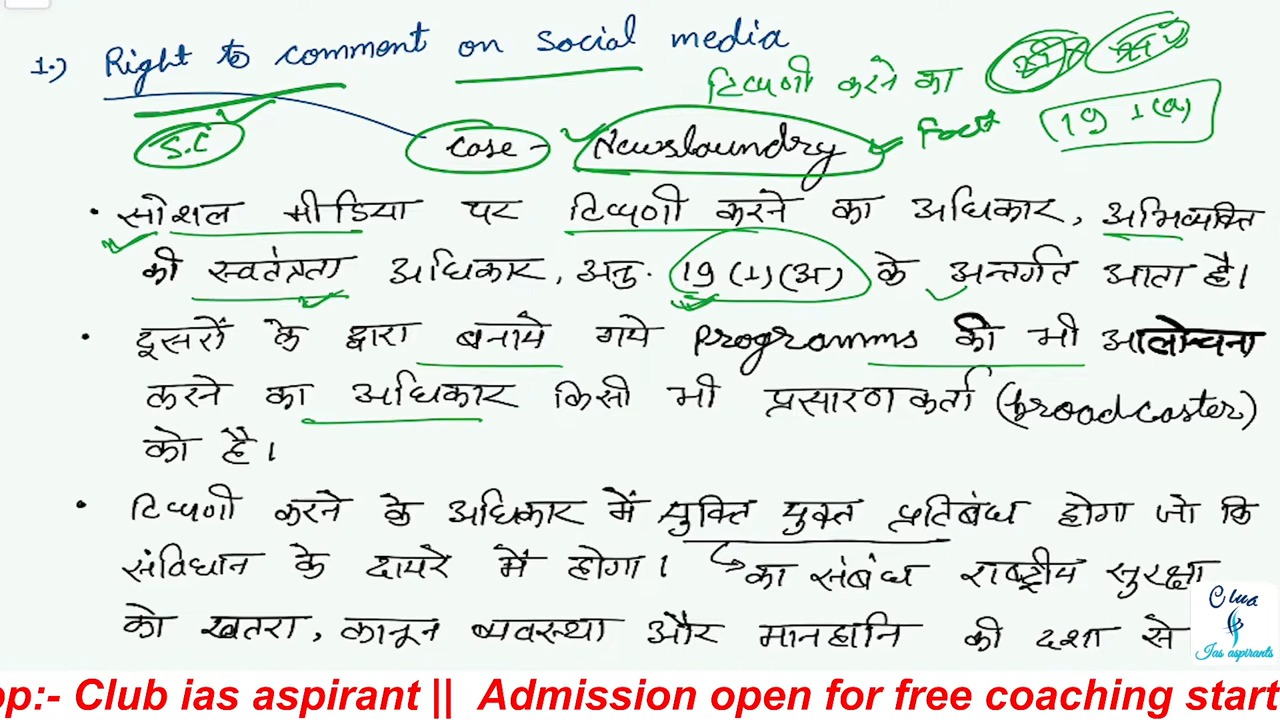 1.) Right to comment on social media
टिप्पणी करने का
19 1(a)
S.C
Case - Newslaundry
Fact
• सोशल मीडिया पर टिप्पणी करने का अधिकार, अभिव्यक्ति
की स्वतंत्रता अधिकार, अनु. 19 (1) (अ) के अन्तर्गत आता है।
• दूसरों के द्वारा बनाये गये Programms की भी आलोचना
करने का अधिकार किसी भी प्रसारणकर्ता (broadcaster)
को है।
• टिप्पणी करने के अधिकार में युक्ति युक्त प्रतिबंध होगा जो कि
संविधान के दायरे में होगा। का संबंध राष्ट्रीय सुरक्षा
को खतरा, कानून व्यवस्था और मानहानि की दशा से
Club
Ias aspirants
op:- Club ias aspirant || Admission open for free coaching start